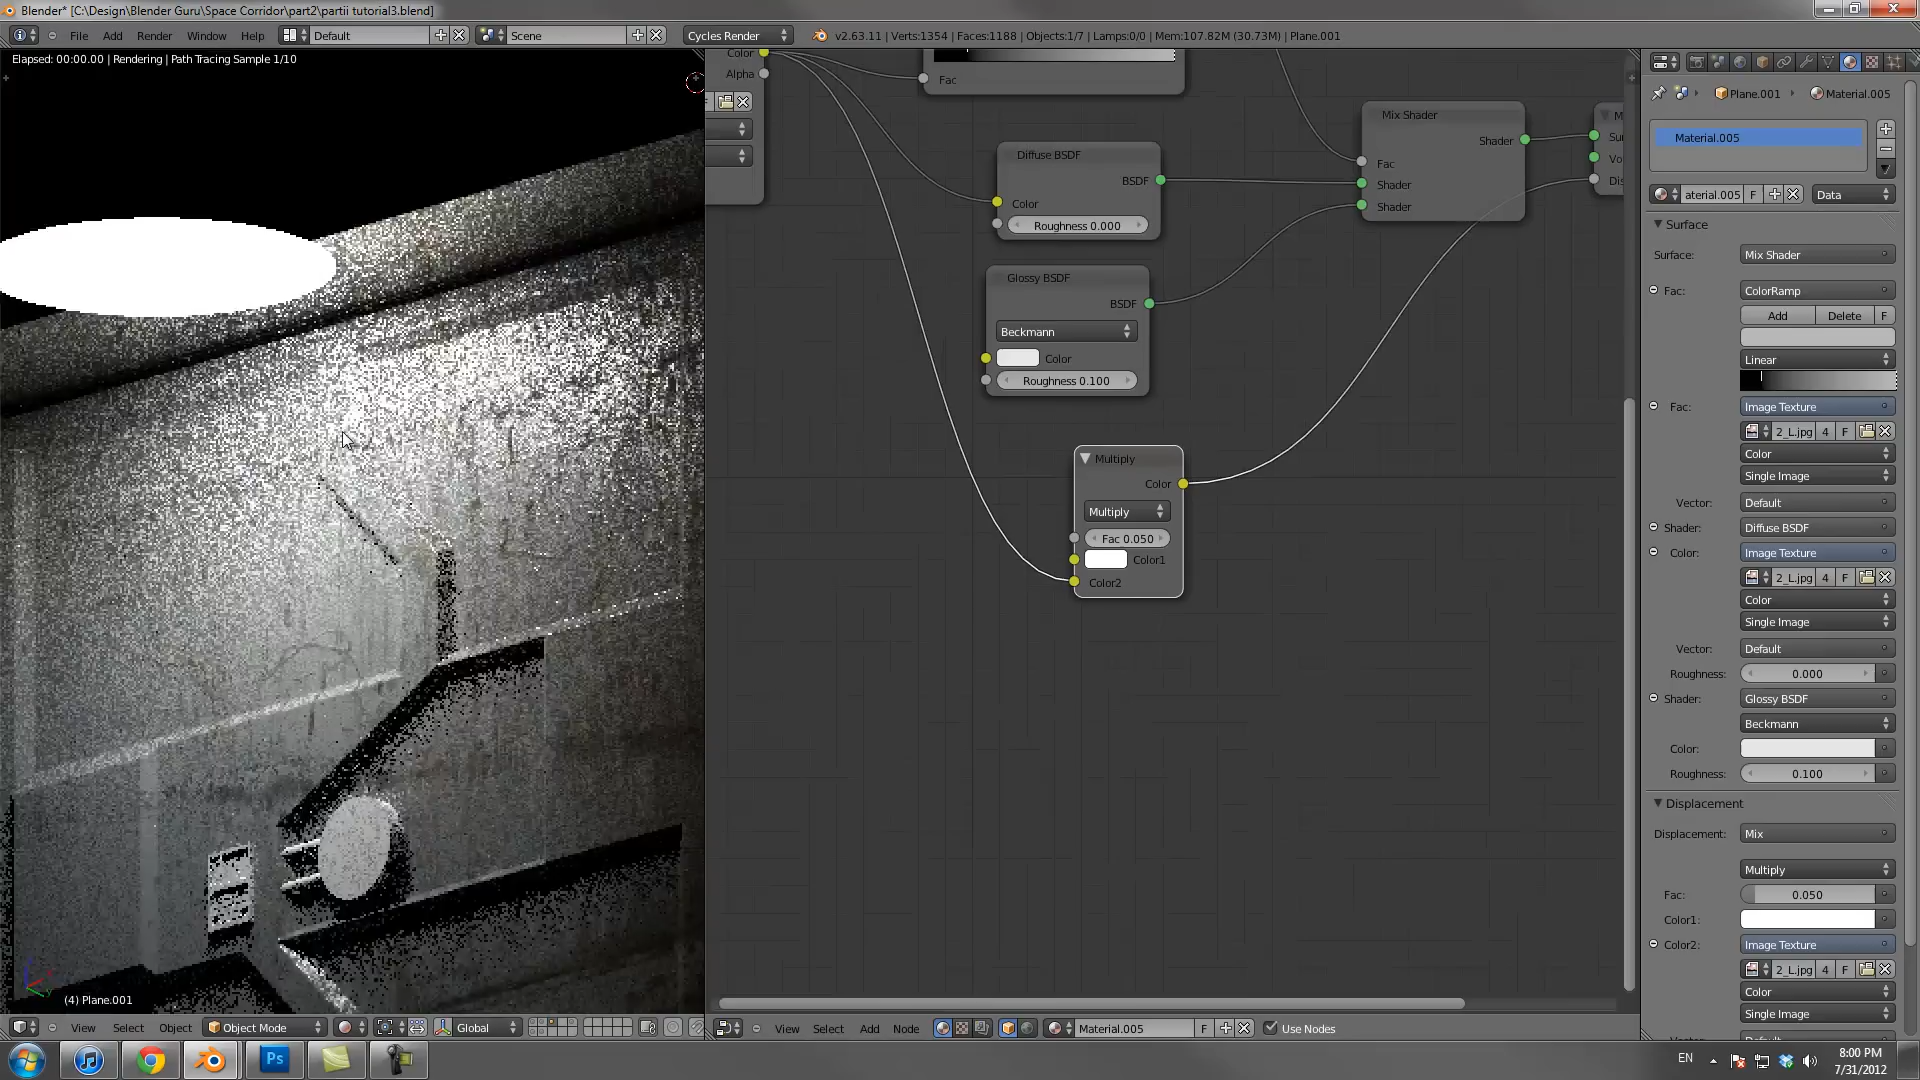 Blender* [C:\Design\Blender Guru\Space Corridor\part2\partii tutorial3.blend]
File Add Render Window Help Default Scene Cycles Render v2.63.11 | Verts:1354 | Faces:1188 | Objects:1/7 | Lamps:0/0 | Mem:107.82M (30.73M) | Plane.001
Elapsed: 00:00.00 | Rendering | Path Tracing Sample 1/10
Color
Alpha
Fac
Diffuse BSDF
BSDF
Color
Roughness 0.000
Glossy BSDF
BSDF
Beckmann
Color
Roughness 0.100
Multiply
Color
Multiply
Fac 0.050
Color1
Color2
Mix Shader
Shader
Fac
Shader
Shader
M
Sur
Vo
Dis
Plane.001 Material.005
Material.005
aterial.005 F Data
Surface
Surface: Mix Shader
Fac: ColorRamp
Add Delete F
Linear
Fac: Image Texture
2_L.jpg 4 F
Color
Single Image
Vector: Default
Shader: Diffuse BSDF
Color: Image Texture
2_L.jpg 4 F
Color
Single Image
Vector: Default
Roughness: 0.000
Shader: Glossy BSDF
Beckmann
Color:
Roughness: 0.100
Displacement
Displacement: Mix
Multiply
Fac: 0.050
Color1:
Color2: Image Texture
2_L.jpg 4 F
Color
Single Image
(4) Plane.001
View Select Object Object Mode Global
View Select Add Node Material.005 F Use Nodes
Ps
EN
8:00 PM
7/31/2012